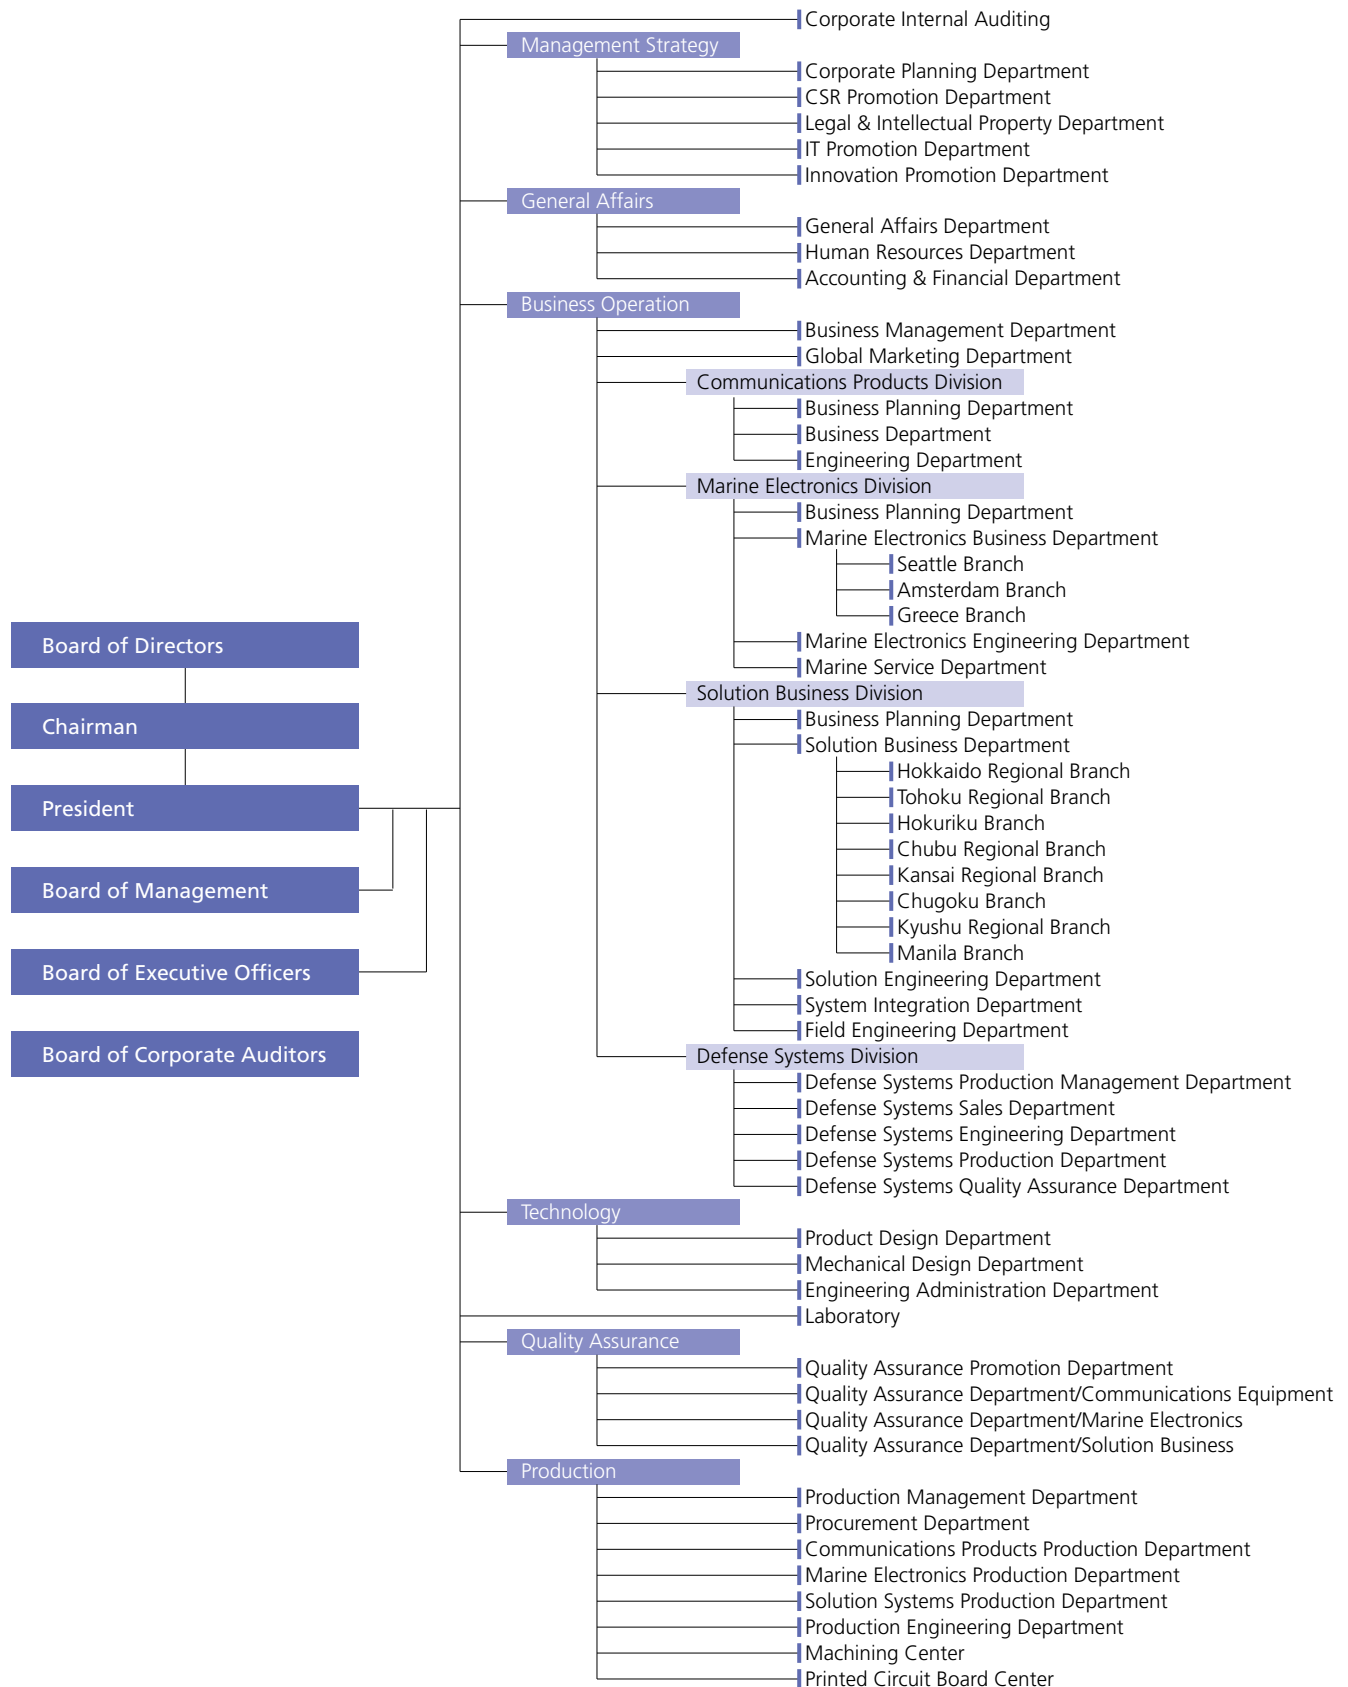 Corporate Internal Auditing
Management Strategy
Corporate Planning Department
CSR Promotion Department
Legal & Intellectual Property Department
IT Promotion Department
Innovation Promotion Department
General Affairs
General Affairs Department
Human Resources Department
Accounting & Financial Department
Business Operation
Business Management Department
Global Marketing Department
Communications Products Division
Business Planning Department
Business Department
Engineering Department
Marine Electronics Division
Business Planning Department
Marine Electronics Business Department
Seattle Branch
Amsterdam Branch
Greece Branch
Marine Electronics Engineering Department
Marine Service Department
Solution Business Division
Business Planning Department
Solution Business Department
Hokkaido Regional Branch
Tohoku Regional Branch
Hokuriku Branch
Chubu Regional Branch
Kansai Regional Branch
Chugoku Branch
Kyushu Regional Branch
Manila Branch
Solution Engineering Department
System Integration Department
Field Engineering Department
Defense Systems Division
Defense Systems Production Management Department
Defense Systems Sales Department
Defense Systems Engineering Department
Defense Systems Production Department
Defense Systems Quality Assurance Department
Technology
Product Design Department
Mechanical Design Department
Engineering Administration Department
Laboratory
Quality Assurance
Quality Assurance Promotion Department
Quality Assurance Department/Communications Equipment
Quality Assurance Department/Marine Electronics
Quality Assurance Department/Solution Business
Production
Production Management Department
Procurement Department
Communications Products Production Department
Marine Electronics Production Department
Solution Systems Production Department
Production Engineering Department
Machining Center
Printed Circuit Board Center
Board of Directors
Chairman
President
Board of Management
Board of Executive Officers
Board of Corporate Auditors